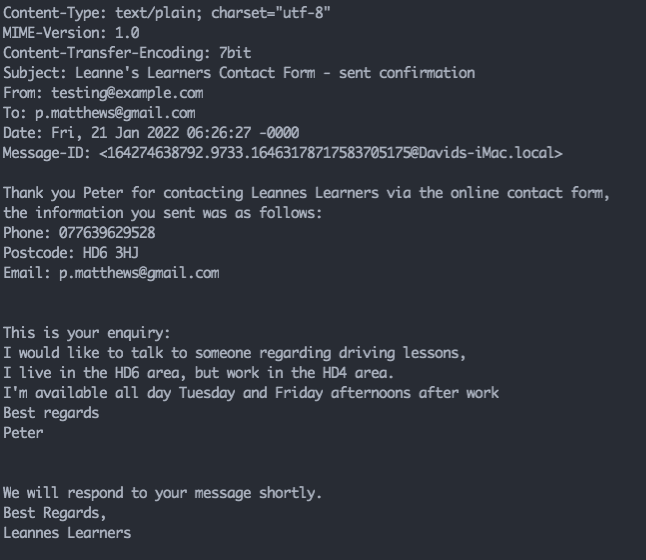 Content-Type: text/plain; charset="utf-8"
MIME-Version: 1.0
Content-Transfer-Encoding: 7bit
Subject: Leanne's Learners Contact Form - sent confirmation
From: testing@example.com
To: p.matthews@gmail.com
Date: Fri, 21 Jan 2022 06:26:27 -0000
Message-ID: <164274638792.9733.16463178717583705175@Davids-iMac.local>
Thank you Peter for contacting Leannes Learners via the online contact form,
the information you sent was as follows:
Phone: 077639629528
Postcode: HD6 3HJ
Email: p.matthews@gmail.com
This is your enquiry:
I would like to talk to someone regarding driving lessons,
I live in the HD6 area, but work in the HD4 area.
I'm available all day Tuesday and Friday afternoons after work
Best regards
Peter
We will respond to your message shortly.
Best Regards,
Leannes Learners